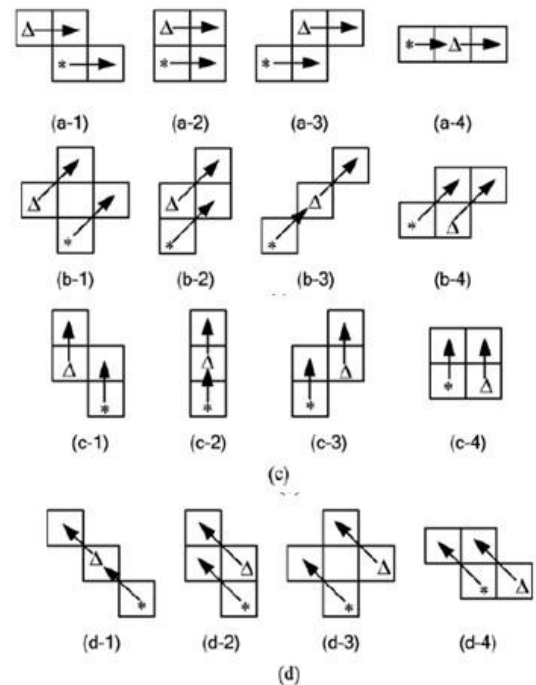 Δ Δ Δ * Δ
* * *
(a-1) (a-2) (a-3) (a-4)
Δ Δ Δ
* * * * Δ
(b-1) (b-2) (b-3) (b-4)
Δ Δ Δ * Δ
* * *
(c-1) (c-2) (c-3) (c-4)
(c)
Δ Δ Δ * Δ
* * *
(d-1) (d-2) (d-3) (d-4)
(d)